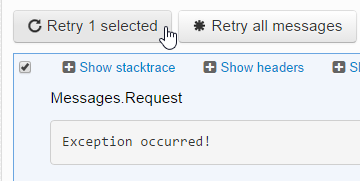 Retry 1 selected Retry all messages
Show stacktrace Show headers
Messages.Request
Exception occurred!